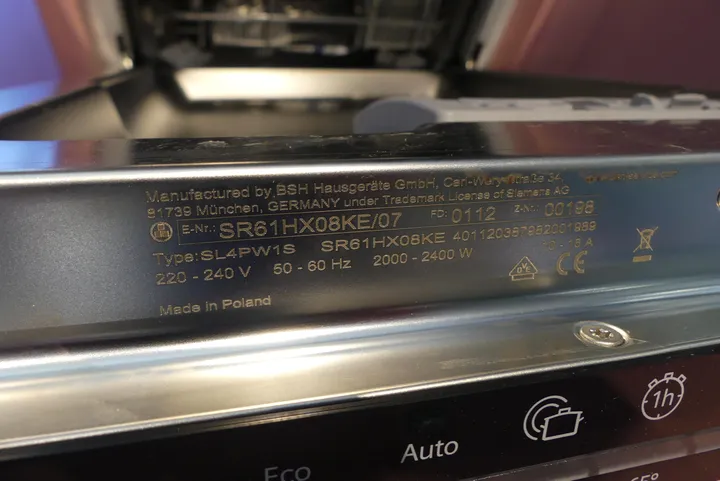 Manufactured by BSH Hausgeräte GmbH, Carl-Wery-Straße 34,
81739 München, GERMANY under Trademark License of Siemens AG
E-Nr.: SR61HX08KE/07 FD: 0112 Z-Nr.: 00198
Type: SL4PW1S SR61HX08KE
220 - 240 V 50 - 60 Hz 2000 - 2400 W
Made in Poland
Eco Auto 1h